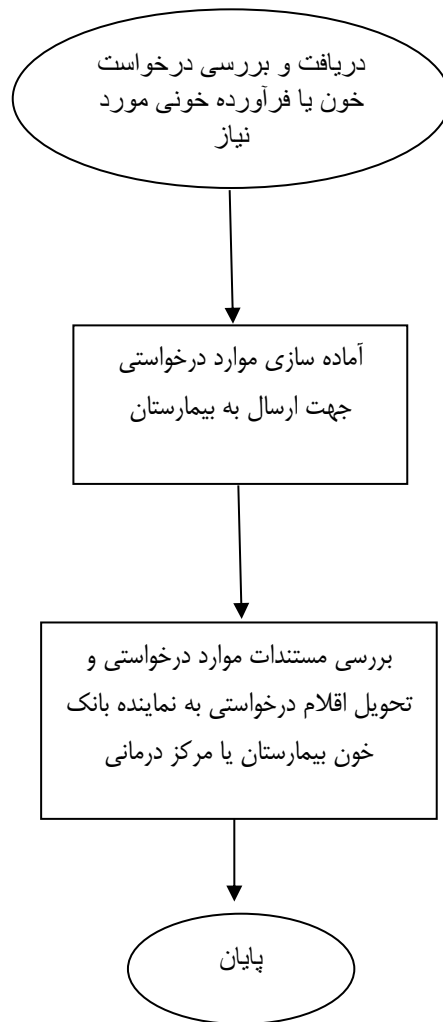 دریافت و بررسی درخواست
خون یا فرآورده خونی مورد
نیاز
آماده سازی موارد درخواستی
جهت ارسال به بیمارستان
بررسی مستندات موارد درخواستی و
تحویل اقلام درخواستی به نماینده بانک
خون بیمارستان یا مرکز درمانی
پایان